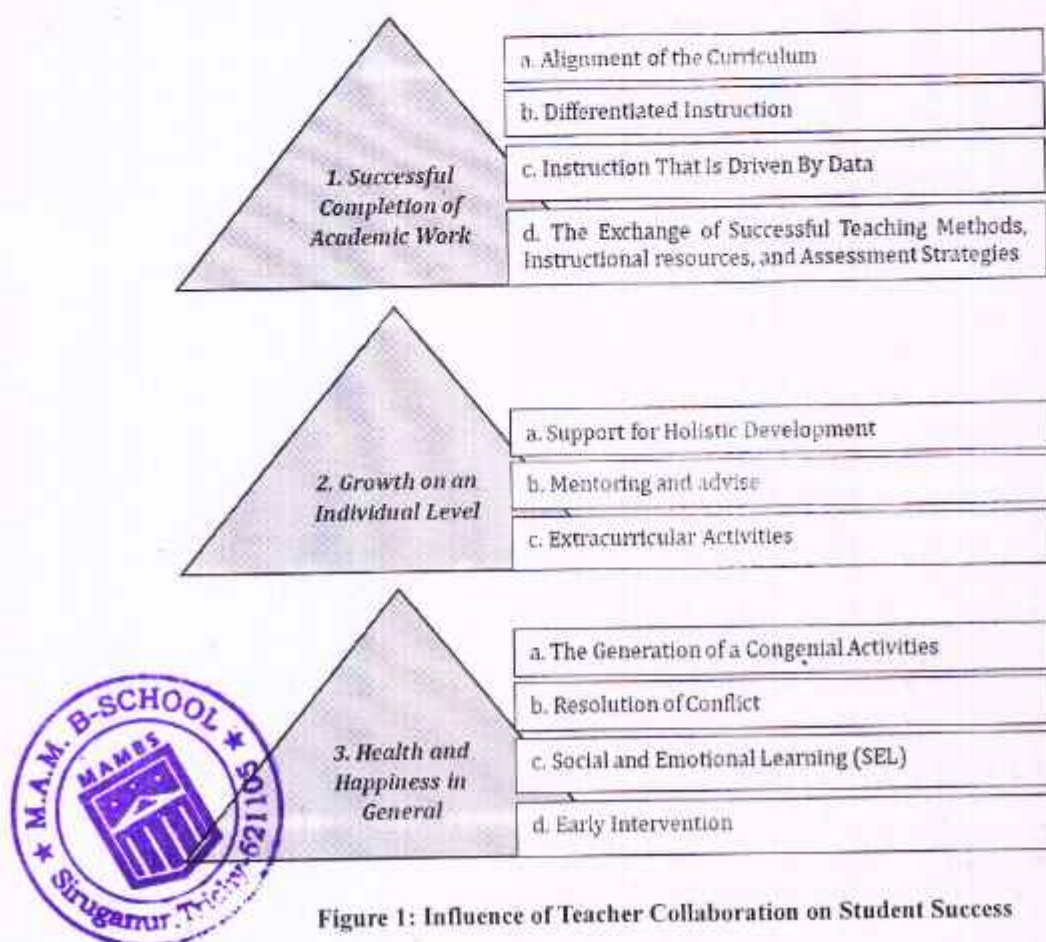 a. Alignment of the Curriculum
b. Differentiated Instruction
c. Instruction That is Driven By Data
d. The Exchange of Successful Teaching Methods,
Instructional resources, and Assessment Strategies
1. Successful
Completion of
Academic Work
a. Support for Holistic Development
b. Mentoring and advise
c. Extracurricular Activities
2. Growth on an
Individual Level
a. The Generation of a Congenial Activities
b. Resolution of Conflict
c. Social and Emotional Learning (SEL)
d. Early Intervention
3. Health and
Happiness in
General
M.A.M. B-SCHOOL
MAMBS
Siruganur. Trichy-621105
Figure 1: Influence of Teacher Collaboration on Student Success